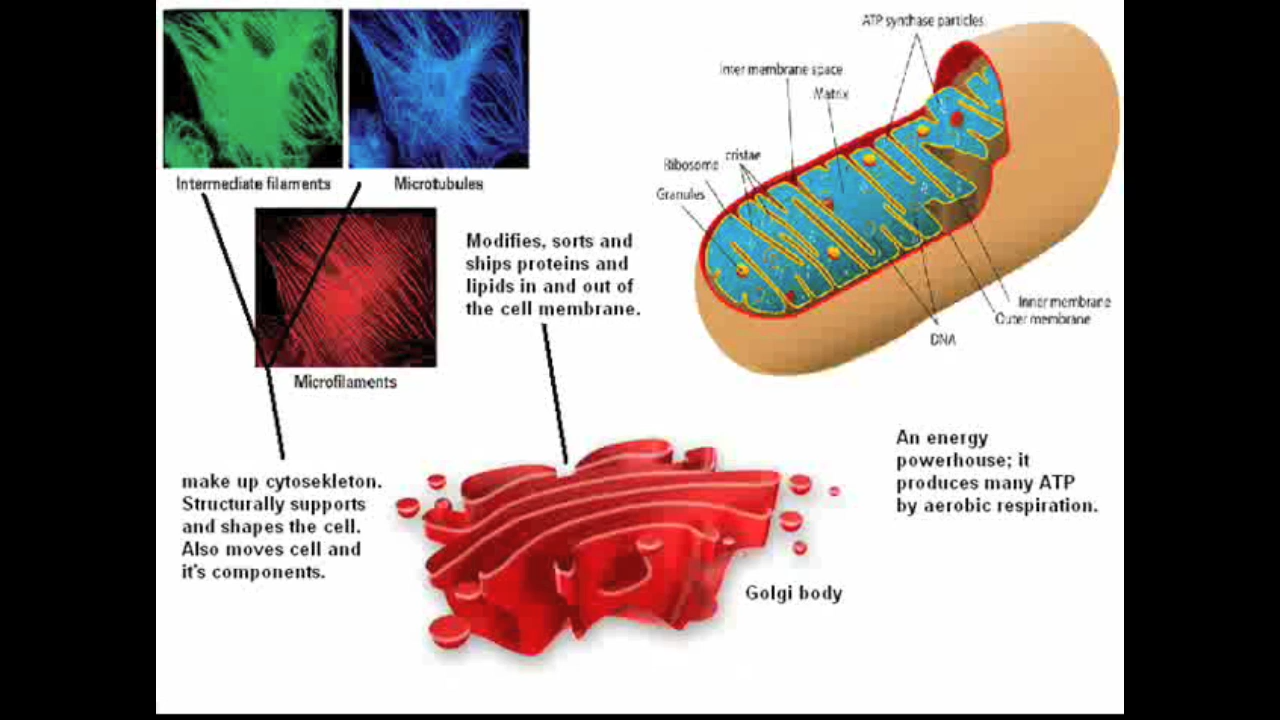 Intermediate filaments
Microtubules
Microfilaments
make up cytosekleton.
Structurally supports
and shapes the cell.
Also moves cell and
it's components.
Modifies, sorts and
ships proteins and
lipids in and out of
the cell membrane.
Golgi body
ATP synthase particles
Inter membrane space
Matrix
cristae
Ribosome
Granules
Inner membrane
Outer membrane
DNA
An energy
powerhouse; it
produces many ATP
by aerobic respiration.